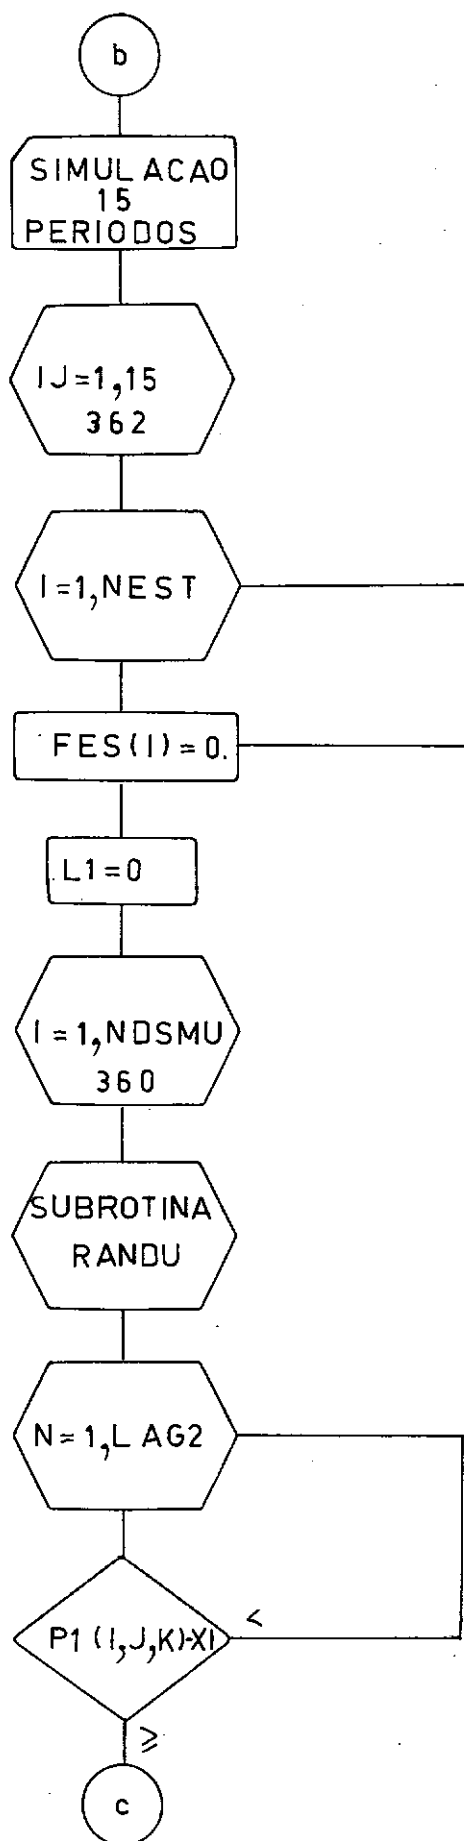 b
SIMULACAO
15
PERIODOS
IJ=1,15
362
I=1,NEST
FES(I)=0.
L1=0
I=1,NDSMU
360
SUBROTINA
RANDU
N=1,LAG2
P1(I,J,K)-XI
<
≥
c